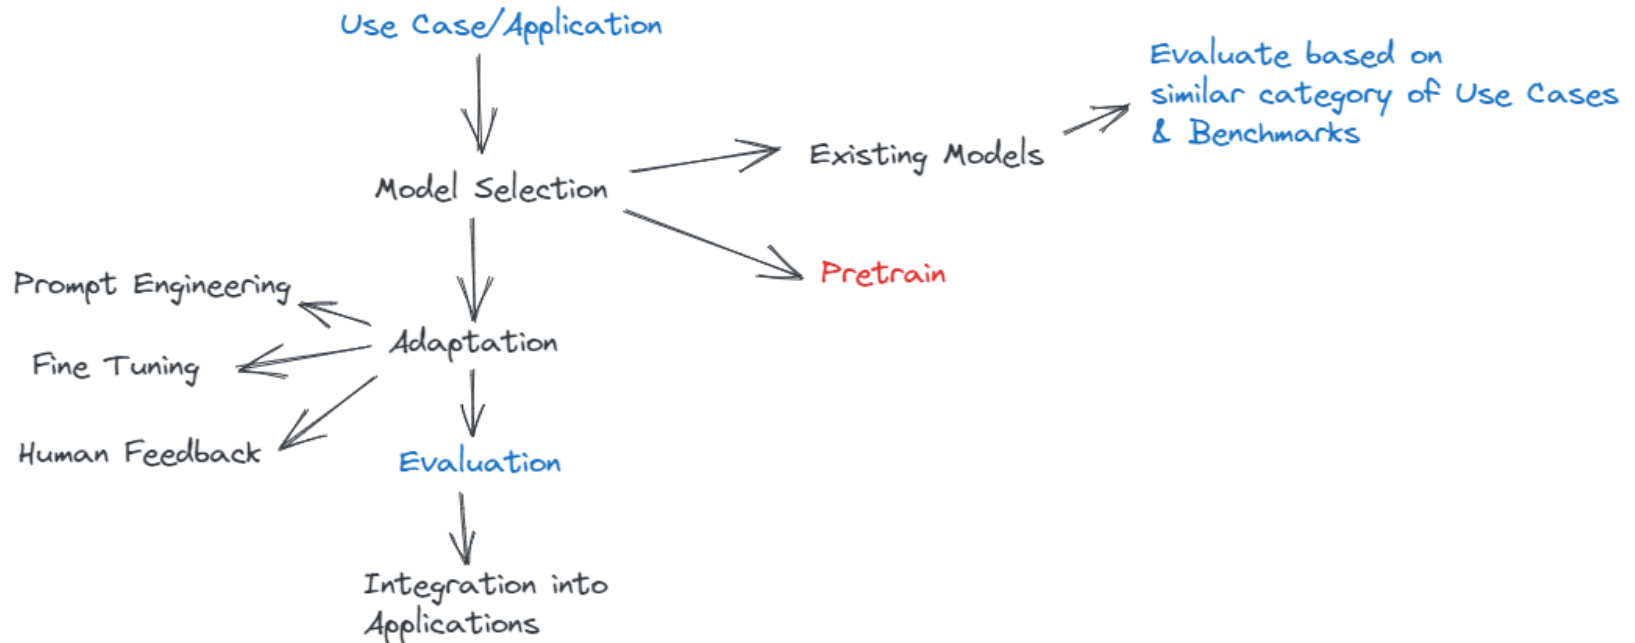 Use Case/Application
Evaluate based on
similar category of Use Cases
& Benchmarks
Existing Models
Model Selection
Pretrain
Prompt Engineering
Adaptation
Fine Tuning
Human Feedback
Evaluation
Integration into
Applications